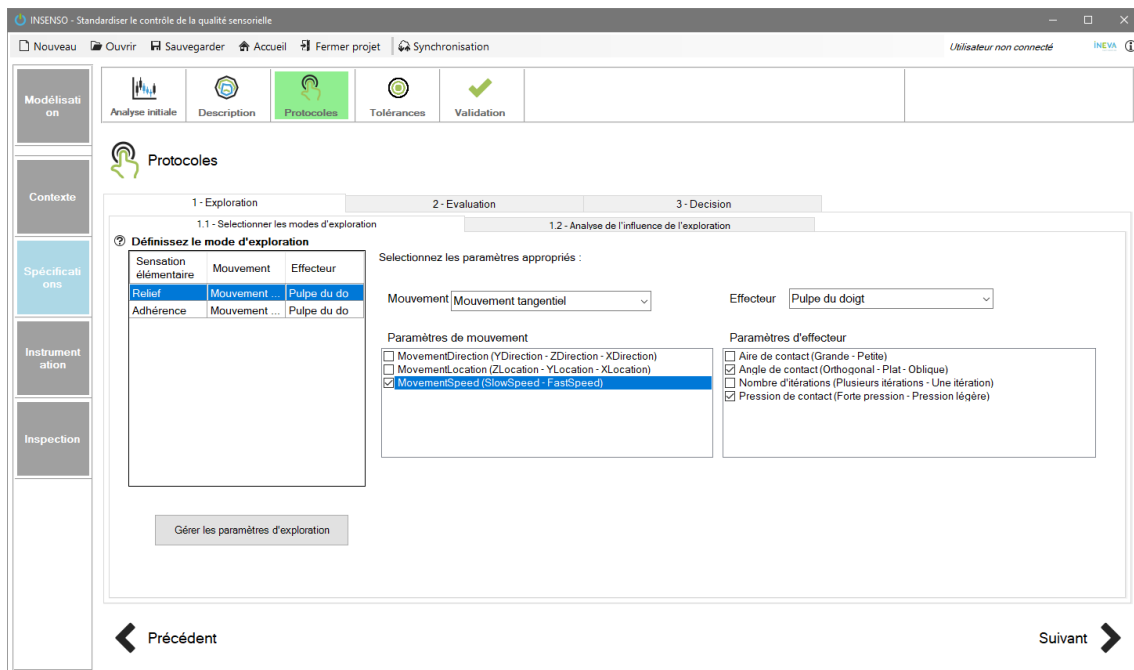 INSENSO - Standardiser le contrôle de la qualité sensorielle
Nouveau Ouvrir Sauvegarder Accueil Fermer projet Synchronisation Utilisateur non connecté INEVA
Modélisati
on
Analyse initiale Description Protocoles Tolérances Validation
Protocoles
Contexte
1 - Exploration 2 - Evaluation 3 - Decision
1.1 - Selectionner les modes d'exploration 1.2 - Analyse de l'influence de l'exploration
Définissez le mode d'exploration
Sensation
élémentaire Mouvement Effecteur
Selectionnez les paramètres appropriés :
Relief Mouvement ... Pulpe du do
Adhérence Mouvement ... Pulpe du do
Mouvement Mouvement tangentiel Effecteur Pulpe du doigt
Spécificati
ons
Paramètres de mouvement
MovementDirection (YDirection - ZDirection - XDirection)
MovementLocation (ZLocation - YLocation - XLocation)
MovementSpeed (SlowSpeed - FastSpeed)
Paramètres d'effecteur
Aire de contact (Grande - Petite)
Angle de contact (Orthogonal - Plat - Oblique)
Nombre d'itérations (Plusieurs itérations - Une itération)
Pression de contact (Forte pression - Pression légère)
Instrument
ation
Inspection
Gérer les paramètres d'exploration
Précédent Suivant